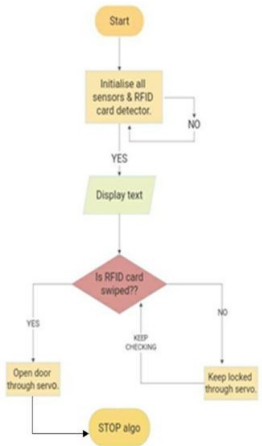 Start
Initialise all
sensors & RFID
card detector.
NO
YES
Display text
Is RFID card
swiped??
YES
KEEP
CHECKING
NO
Open door
through servo.
Keep locked
through servo.
STOP algo